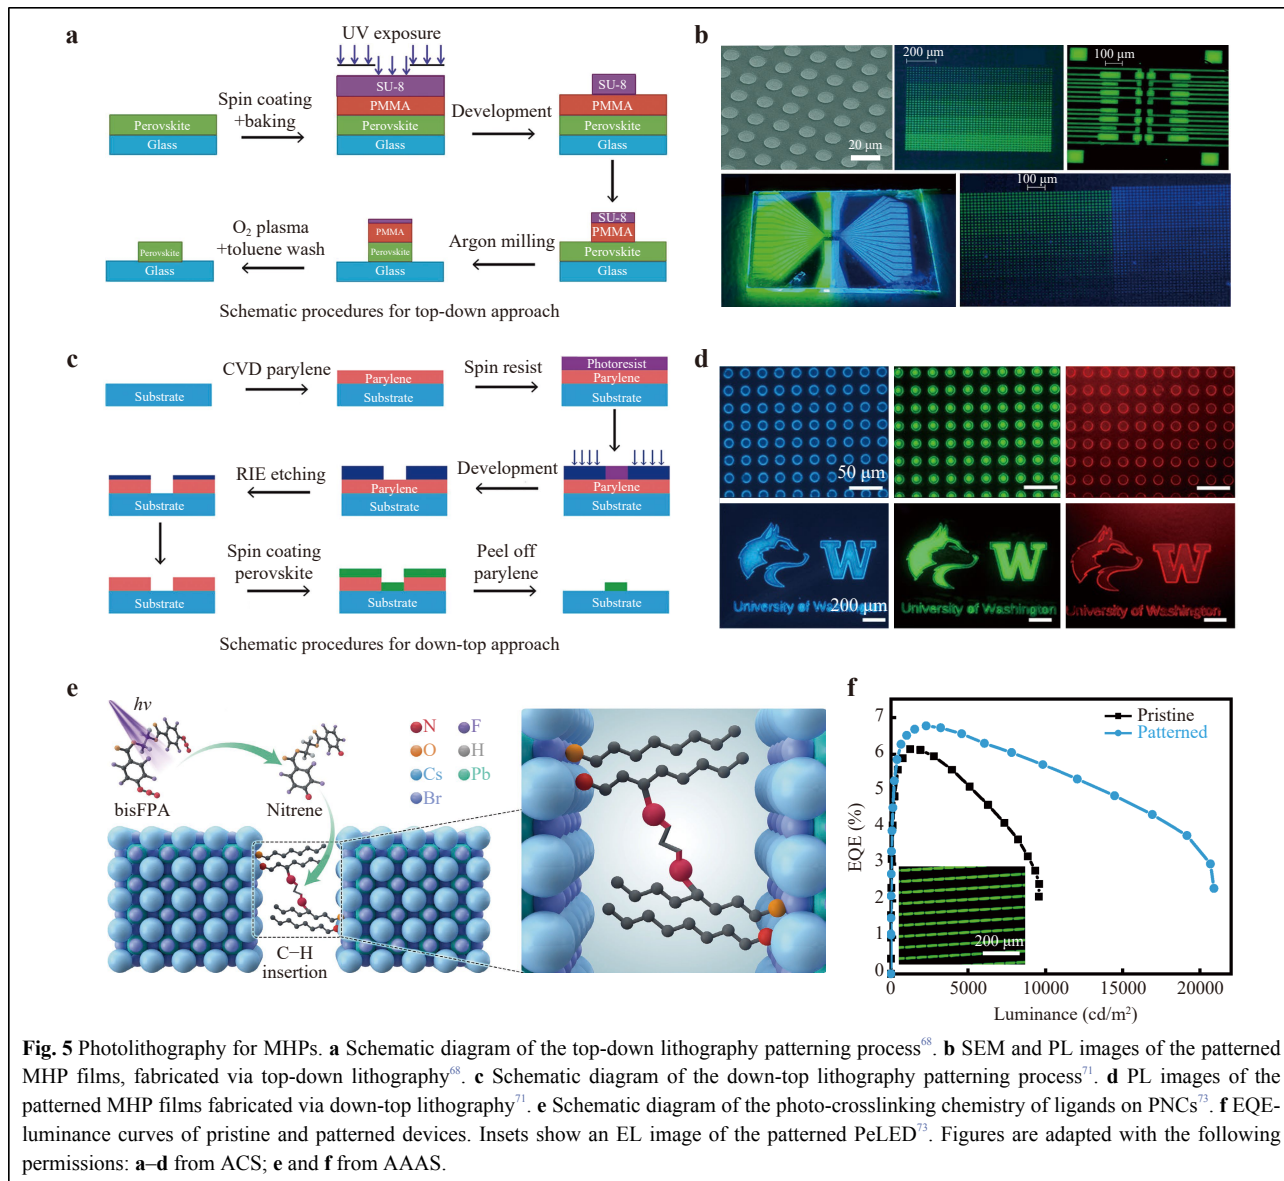 a
UV exposure
SU-8
PMMA
Perovskite
Glass
Spin coating
+baking
Perovskite
Glass
Development
SU-8
PMMA
Perovskite
Glass
SU-8
PMMA
Perovskite
Glass
Argon milling
PMMA
Perovskite
Glass
O₂ plasma
+toluene wash
Perovskite
Glass
Schematic procedures for top-down approach
b
20 μm
200 μm
100 μm
100 μm
c
Substrate
CVD parylene
Parylene
Substrate
Spin resist
Photoresist
Parylene
Substrate
Parylene
Substrate
Development
Parylene
Substrate
RIE etching
Substrate
Substrate
Spin coating
perovskite
Substrate
Peel off
parylene
Substrate
Schematic procedures for down-top approach
d
50 μm
W
University of Washington
200 μm
W
University of Washington
W
University of Washington
e
hν
bisFPA
Nitrene
N
F
O
H
Cs
Pb
Br
C−H
insertion
f
EQE (%)
7
6
5
4
3
2
1
0
Pristine
Patterned
200 μm
0
5000
10000
15000
20000
Luminance (cd/m²)
Fig. 5 Photolithography for MHPs. a Schematic diagram of the top-down lithography patterning process⁶⁸. b SEM and PL images of the patterned
MHP films, fabricated via top-down lithography⁶⁸. c Schematic diagram of the down-top lithography patterning process⁷¹. d PL images of the
patterned MHP films fabricated via down-top lithography⁷¹. e Schematic diagram of the photo-crosslinking chemistry of ligands on PNCs⁷³. f EQE-
luminance curves of pristine and patterned devices. Insets show an EL image of the patterned PeLED⁷³. Figures are adapted with the following
permissions: a–d from ACS; e and f from AAAS.